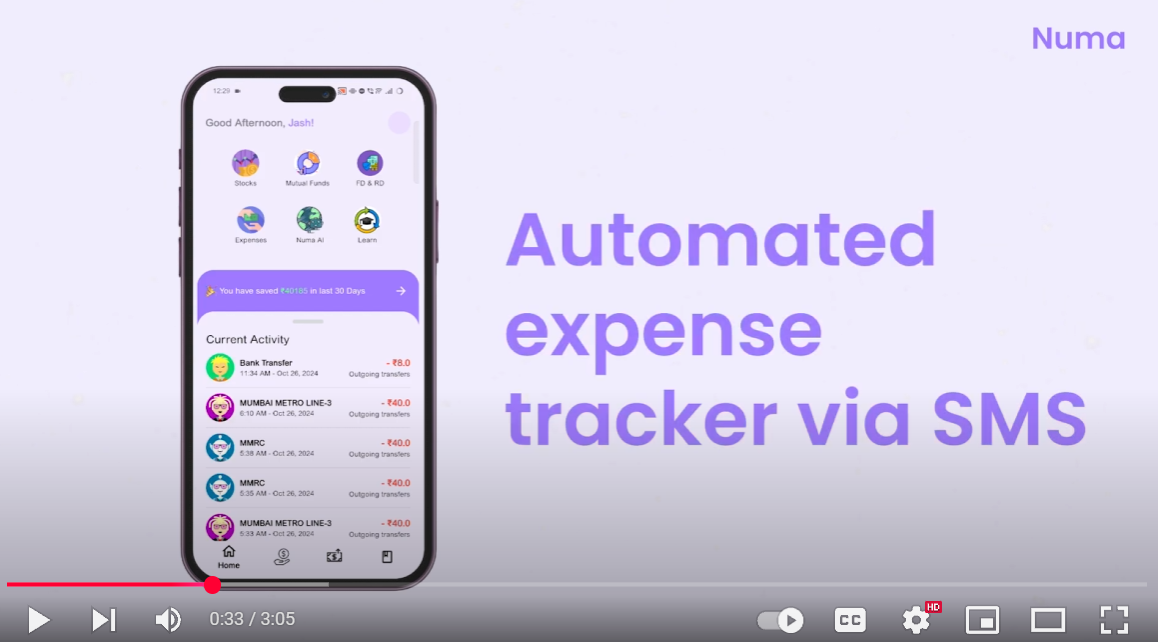 Numa
12:29
Good Afternoon, Jash!
Stocks
Mutual Funds
FD & RD
Expenses
Numa AI
Learn
You have saved ₹40185 in last 30 Days
Current Activity
Bank Transfer
- ₹8.0
11:34 AM - Oct 26, 2024
Outgoing transfers
MUMBAI METRO LINE-3
- ₹40.0
6:10 AM - Oct 26, 2024
Outgoing transfers
MMRC
- ₹40.0
5:38 AM - Oct 26, 2024
Outgoing transfers
MMRC
- ₹40.0
5:35 AM - Oct 26, 2024
Outgoing transfers
MUMBAI METRO LINE-3
- ₹40.0
5:33 AM - Oct 26, 2024
Outgoing transfers
Home
Automated
expense
tracker via SMS
0:33 / 3:05
CC
HD